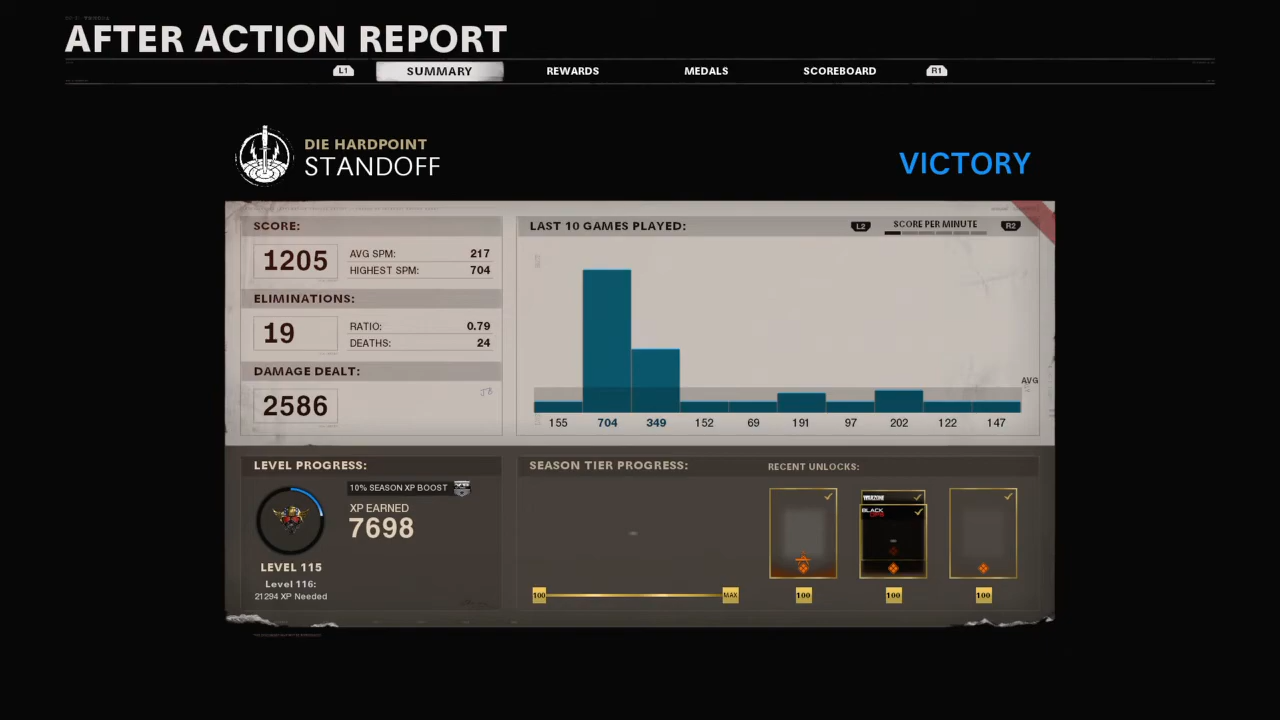 AFTER ACTION REPORT
L1 SUMMARY REWARDS MEDALS SCOREBOARD R1
DIE HARDPOINT
STANDOFF
VICTORY
SCORE:
1205
AVG SPM: 217
HIGHEST SPM: 704
ELIMINATIONS:
19
RATIO: 0.79
DEATHS: 24
DAMAGE DEALT:
2586
LAST 10 GAMES PLAYED:
L2 SCORE PER MINUTE R2
AVG
155 704 349 152 69 191 97 202 122 147
LEVEL PROGRESS:
10% SEASON XP BOOST
XP EARNED
7698
LEVEL 115
Level 116:
21294 XP Needed
SEASON TIER PROGRESS:
100 MAX
RECENT UNLOCKS:
WARZONE
BLACK OPS
100 100 100